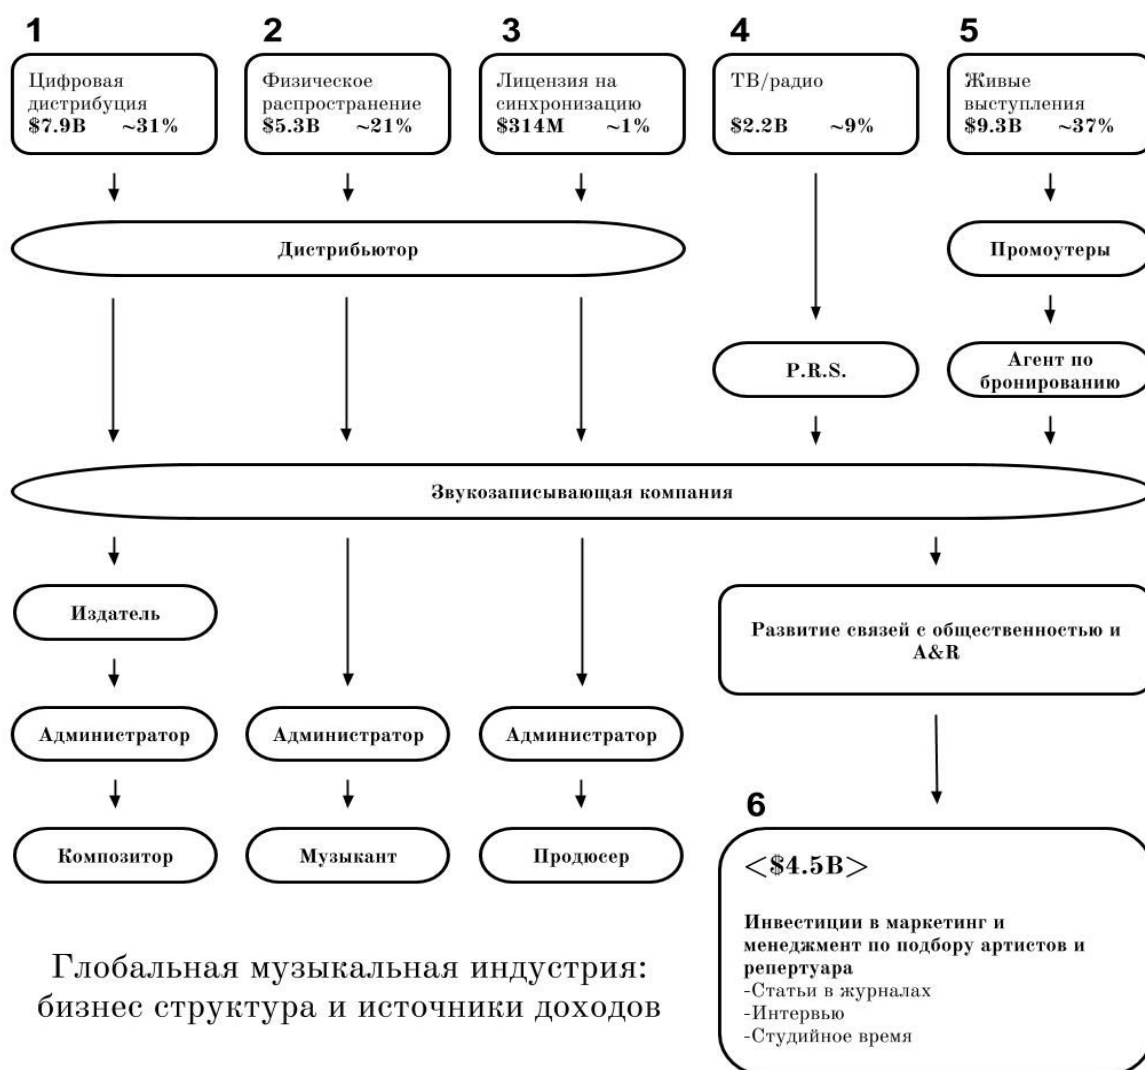 1
Цифровая
дистрибуция
$7.9B ~31%
2
Физическое
распространение
$5.3B ~21%
3
Лицензия на
синхронизацию
$314M ~1%
4
ТВ/радио
$2.2B ~9%
5
Живые
выступления
$9.3B ~37%
Дистрибьютор
Промоутеры
P.R.S.
Агент по
бронированию
Звукозаписывающая компания
Издатель
Развитие связей с общественностью и
A&R
Администратор
Администратор
Администратор
Композитор
Музыкант
Продюсер
6
<$4.5B>
Инвестиции в маркетинг и
менеджмент по подбору артистов и
репертуара
-Статьи в журналах
-Интервью
-Студийное время
Глобальная музыкальная индустрия:
бизнес структура и источники доходов